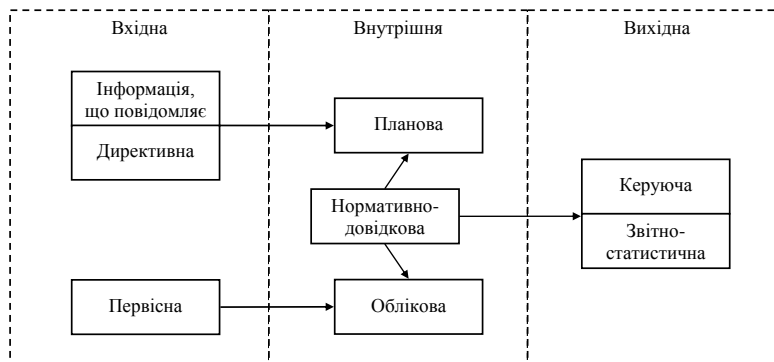 Вхідна
Внутрішня
Вихідна
Інформація,
що повідомляє
Директивна
Планова
Нормативно-
довідкова
Керуюча
Звітно-
статистична
Первісна
Облікова